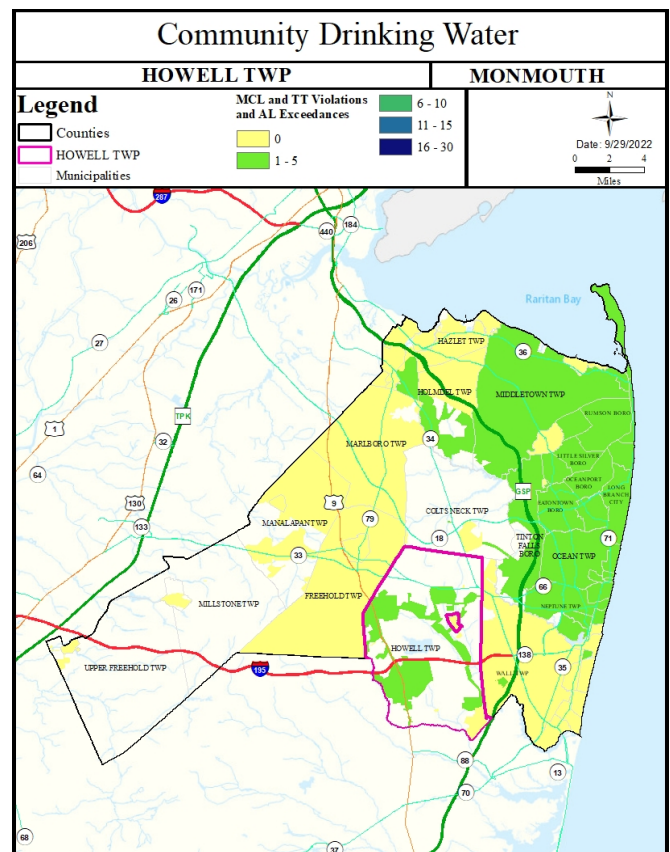 Community Drinking Water
HOWELL TWP
MONMOUTH
Legend
Counties
HOWELL TWP
Municipalities
MCL and TT Violations
and AL Exceedances
0
1 - 5
6 - 10
11 - 15
16 - 30
N
Date: 9/29/2022
0 2 4
Miles
287
206
440
184
171
26
27
Raritan Bay
HAZLET TWP
36
HOLMDEL TWP
MIDDLETOWN TWP
RUMSON BORO
TPK
1
32
34
MARLBORO TWP
LITTLE SILVER
BORO
OCEANPORT
BORO
64
130
9
GSP
LONG
BRANCH
CITY
EATONTOWN
BORO
133
79
COLTS NECK TWP
MANALAPAN TWP
18
TINTON
FALLS
BORO
71
33
OCEAN TWP
66
MILLSTONE TWP
FREEHOLD TWP
NEPTUNE TWP
HOWELL TWP
138
35
UPPER FREEHOLD TWP
195
WALL TWP
88
13
70
68
37